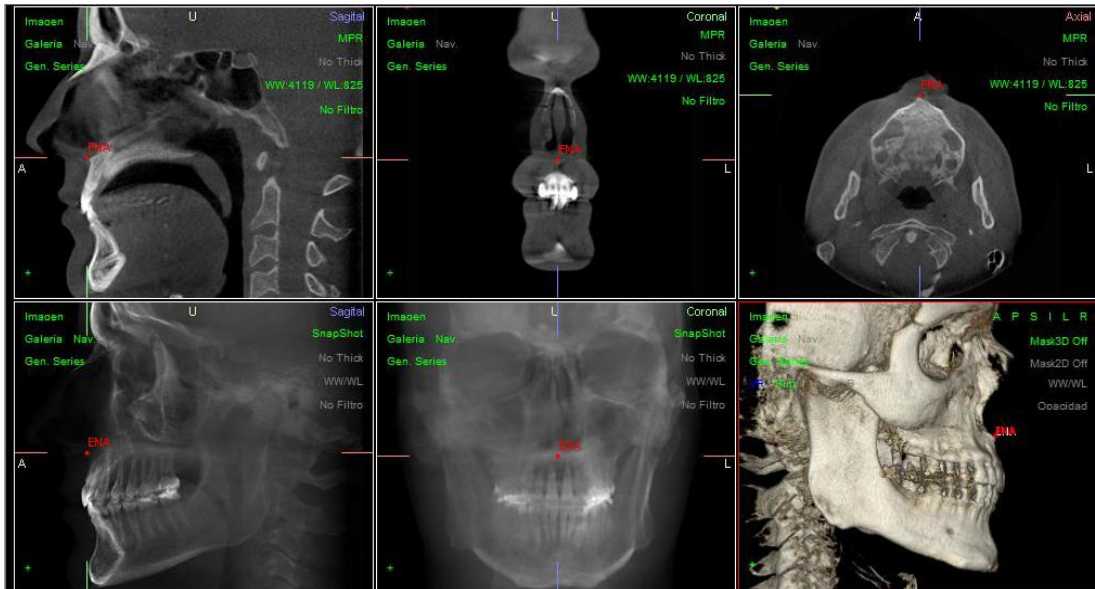 U Sagital
Imagen
MPR
Galeria Nav.
No Thick
Gen. Series
WW:4119 / WL:825
No Filtro
ENA
A
L Coronal
Imagen
MPR
Galeria Nav.
No Thick
Gen. Series
WW:4119 / WL:825
No Filtro
ENA
L
A Axial
Imagen
MPR
Galeria Nav.
No Thick
Gen. Series
WW:4119 / WL:825
No Filtro
ENA
L
U Sagital
Imagen
SnapShot
Galeria Nav.
No Thick
Gen. Series
WW/WL
No Filtro
ENA
A
L Coronal
Imagen
SnapShot
Galeria Nav.
No Thick
Gen. Series
WW/WL
No Filtro
ENA
L
Imagen
A P S I L R
Galeria Nav.
Mask3D Off
Mask2D Off
WW/WL
Opacidad
ENA